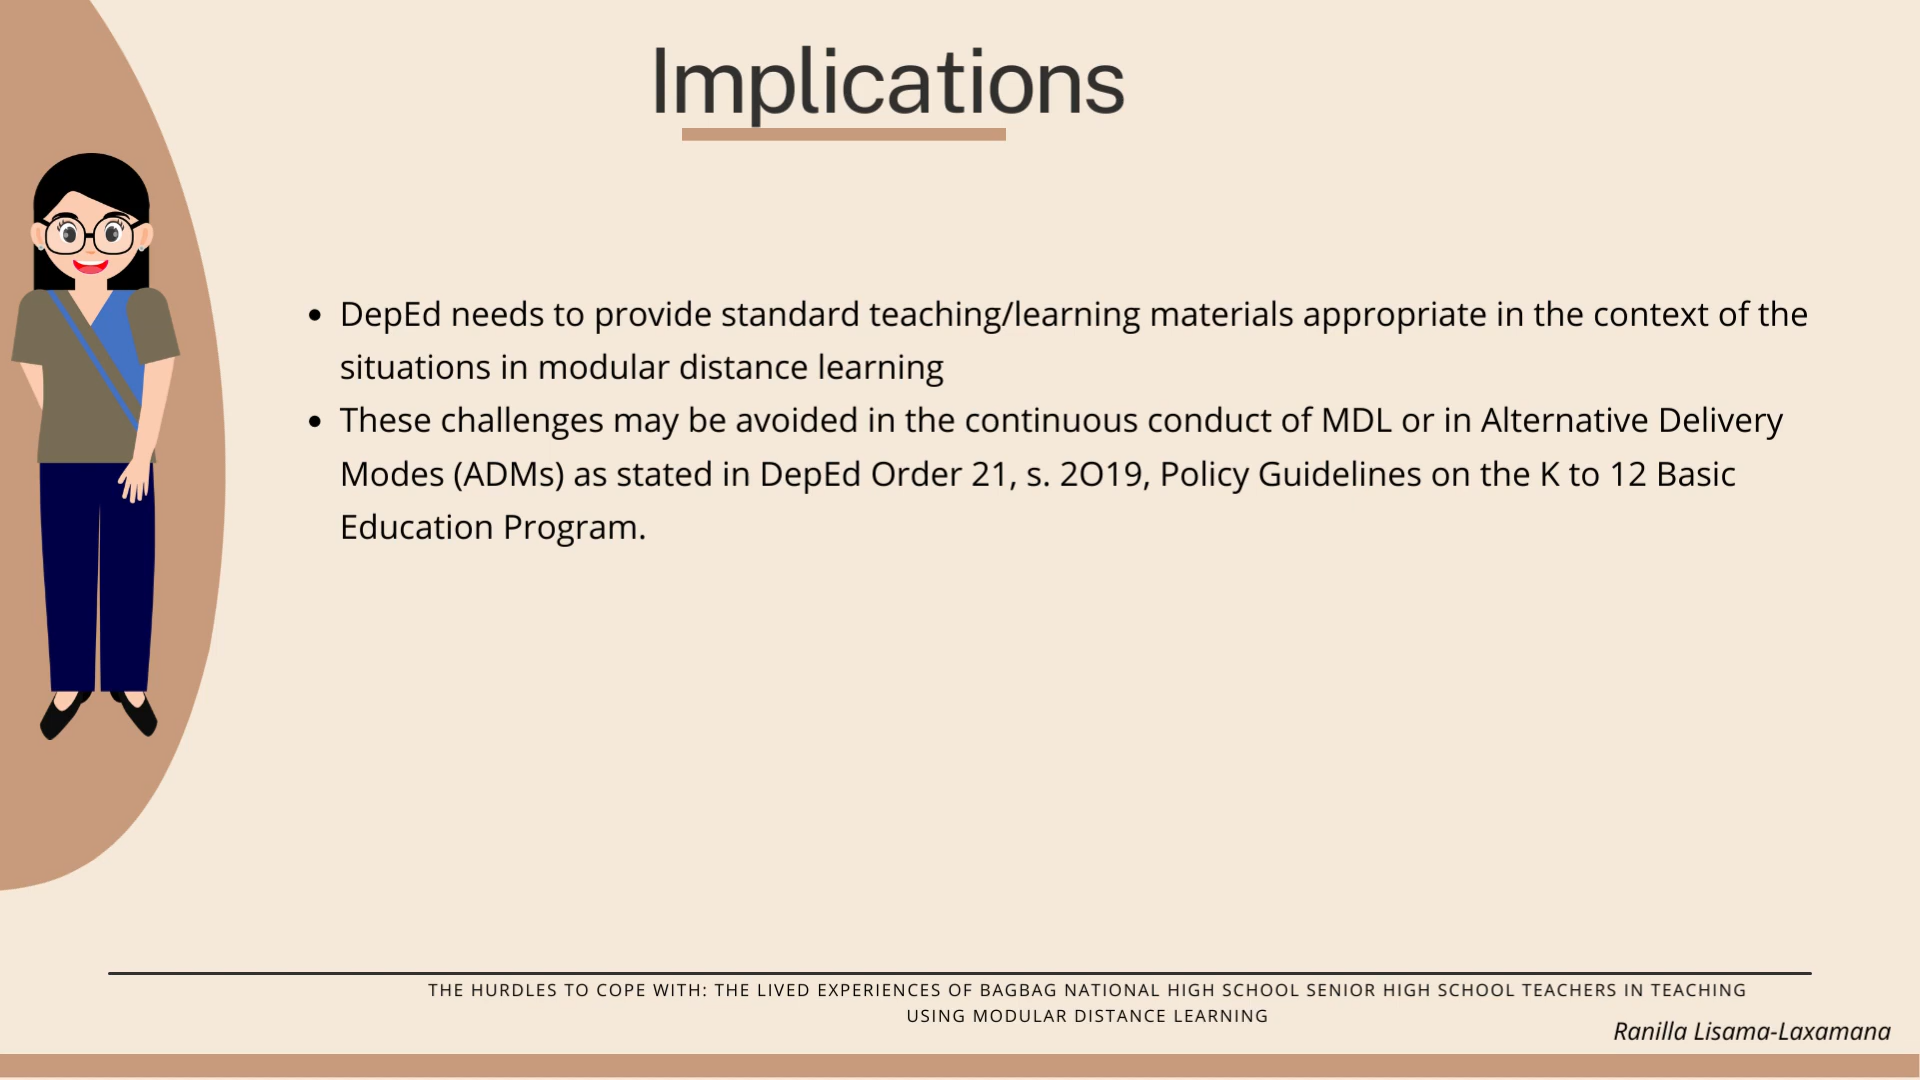 Implications
• DepEd needs to provide standard teaching/learning materials appropriate in the context of the
situations in modular distance learning
• These challenges may be avoided in the continuous conduct of MDL or in Alternative Delivery
Modes (ADMs) as stated in DepEd Order 21, s. 2O19, Policy Guidelines on the K to 12 Basic
Education Program.
THE HURDLES TO COPE WITH: THE LIVED EXPERIENCES OF BAGBAG NATIONAL HIGH SCHOOL SENIOR HIGH SCHOOL TEACHERS IN TEACHING
USING MODULAR DISTANCE LEARNING
Ranilla Lisama-Laxamana